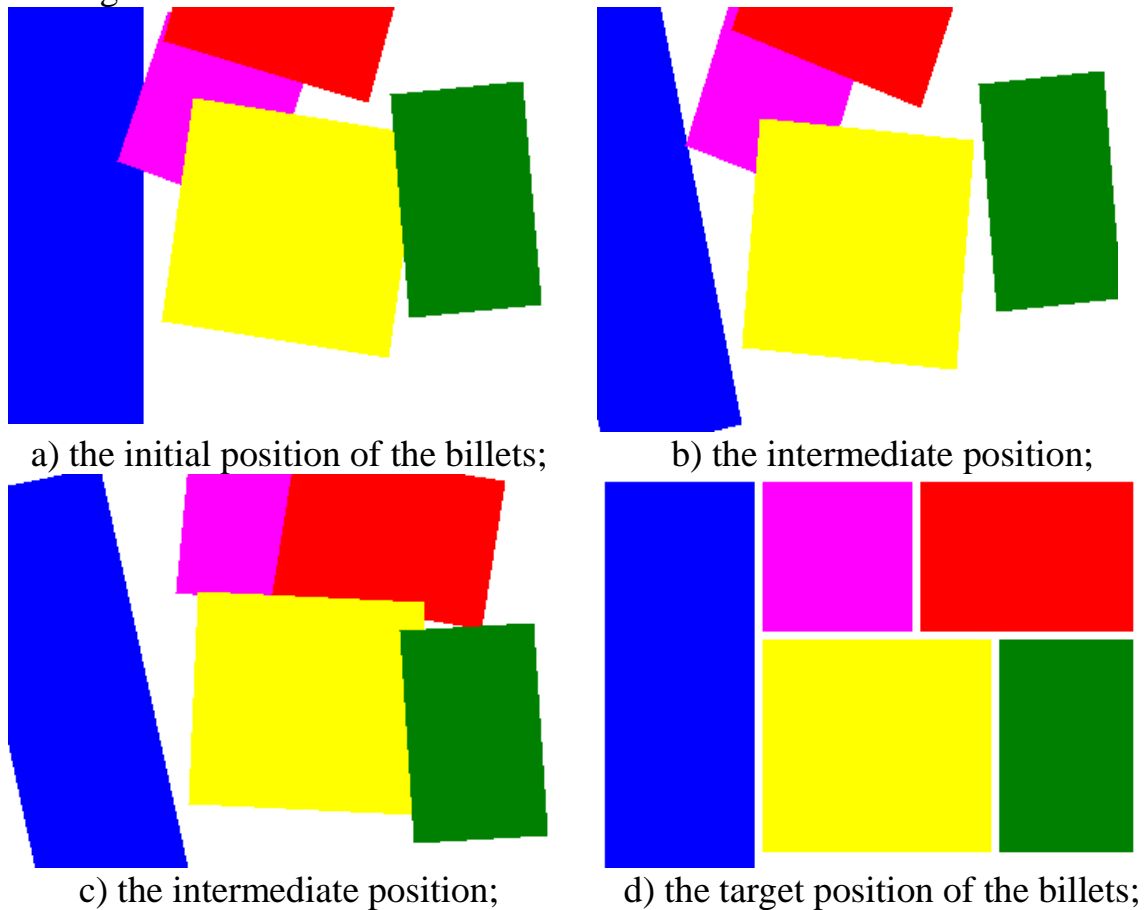 a) the initial position of the billets;
b) the intermediate position;
c) the intermediate position;
d) the target position of the billets;